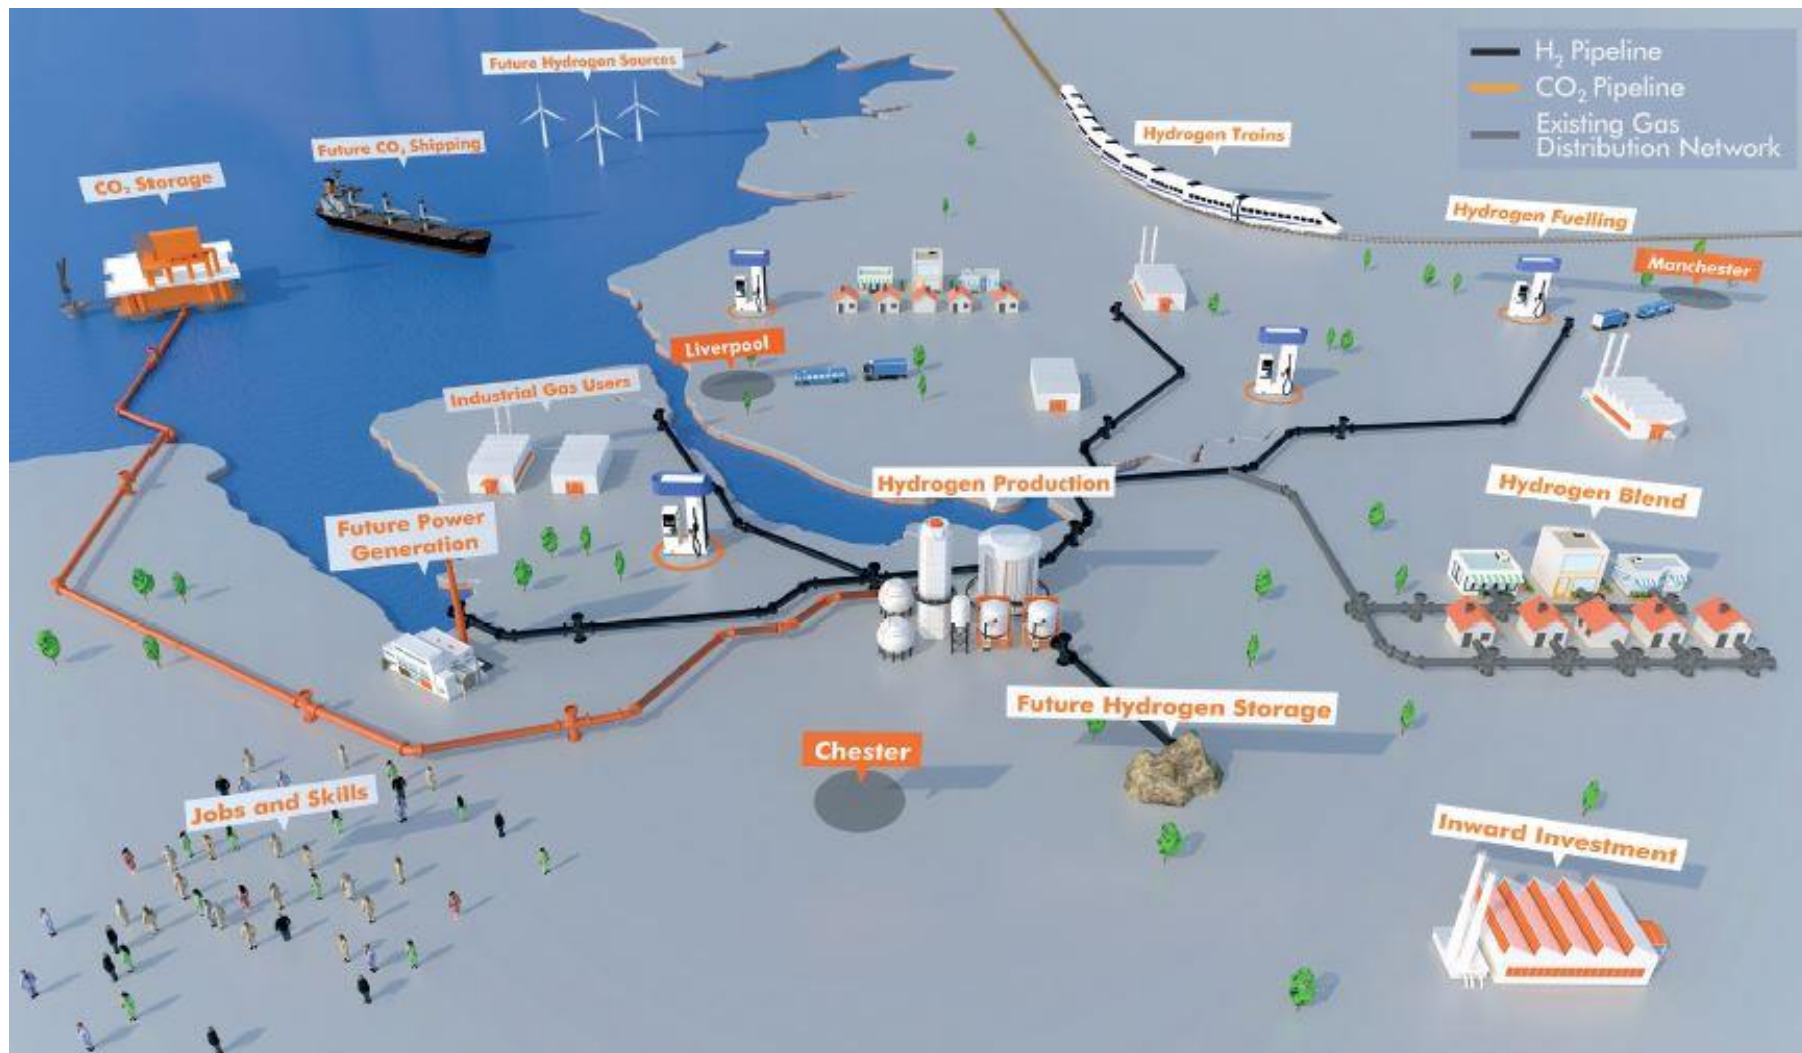 Future Hydrogen Sources
H₂ Pipeline
CO₂ Pipeline
Existing Gas
Distribution Network
Future CO₂ Shipping
Hydrogen Trains
CO₂ Storage
Hydrogen Fuelling
Manchester
Liverpool
Industrial Gas Users
Hydrogen Production
Hydrogen Blend
Future Power
Generation
Future Hydrogen Storage
Chester
Jobs and Skills
Inward Investment